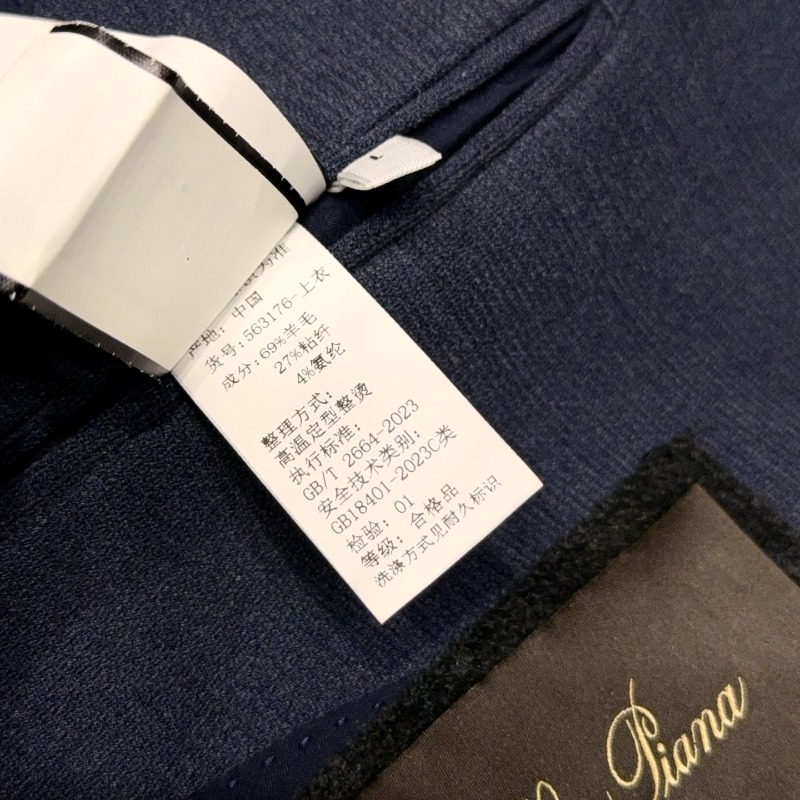 L
为准
产地: 中国
货号:563176-上衣
成分:69%羊毛
27%粘纤
4%氨纶
整理方式:
高温定型整烫
执行标准:
GB/T 2664-2023
安全技术类别:
GB18401-2023C类
检验: 01
等级: 合格品
洗涤方式见耐久标识
Piana